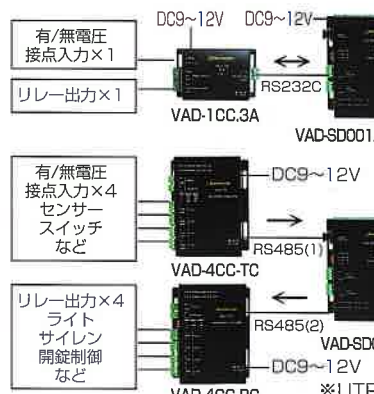 DC9～12V
DC9～12V
有/無電圧
接点入力×1
リレー出力×1
RS232C
VAD-1CC.3A
VAD-SD001
有/無電圧
接点入力×4
センサー
スイッチ
など
DC9～12V
RS485(1)
VAD-4CC-TC
リレー出力×4
ライト
サイレン
開錠制御
など
RS485(2)
DC9～12V